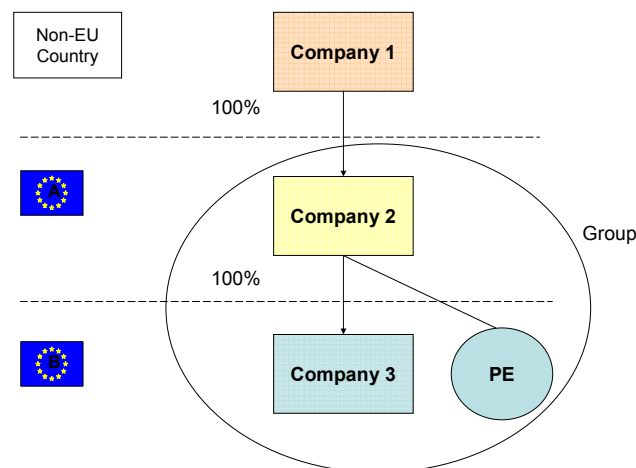 Non-EU
Country
Company 1
100%
A
Company 2
Group
100%
B
Company 3
PE